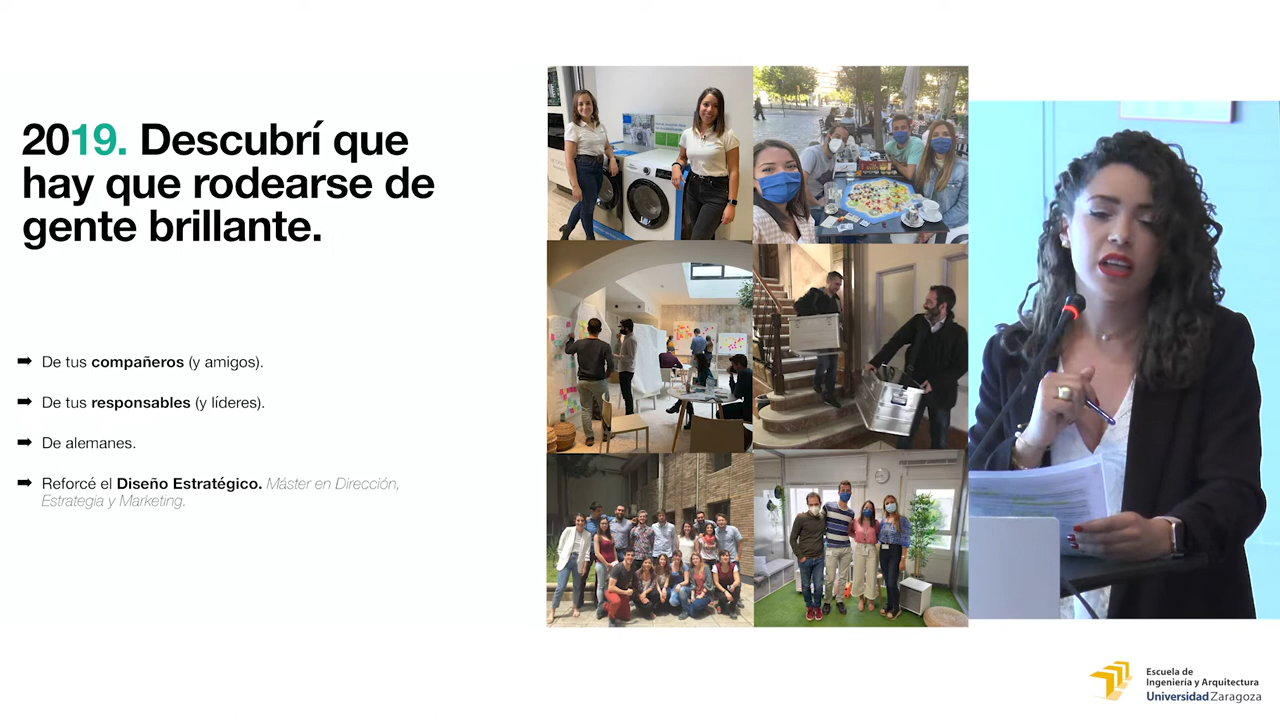 2019. Descubrí que
hay que rodearse de
gente brillante.
➡ De tus compañeros (y amigos).
➡ De tus responsables (y líderes).
➡ De alemanes.
➡ Reforcé el Diseño Estratégico. Máster en Dirección,
Estrategia y Marketing.
Escuela de
Ingeniería y Arquitectura
Universidad Zaragoza